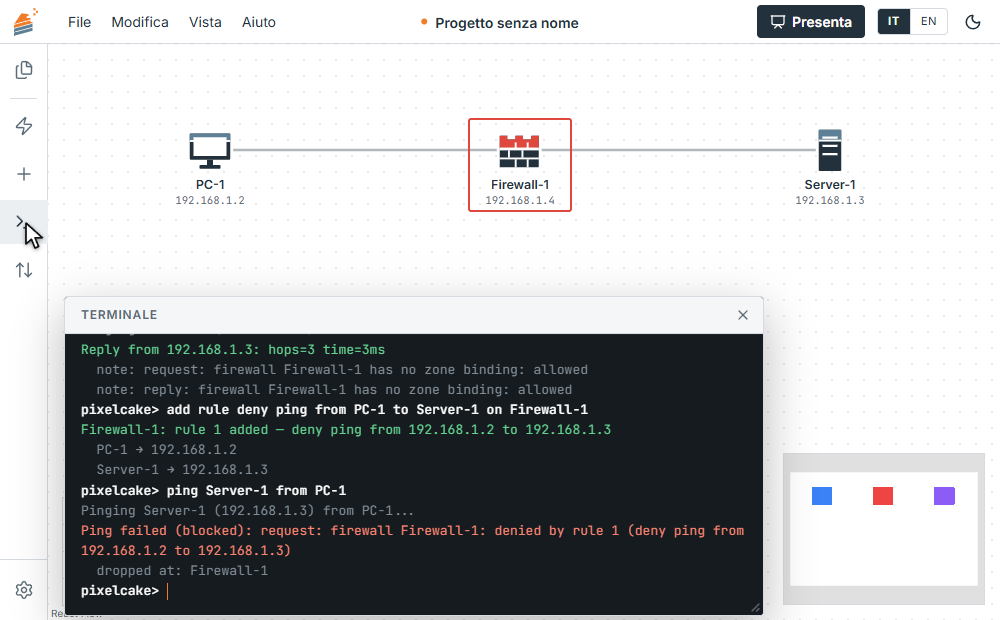 File Modifica Vista Aiuto
Progetto senza nome
Presenta
IT EN
PC-1
192.168.1.2
Firewall-1
192.168.1.4
Server-1
192.168.1.3
TERMINALE
Reply from 192.168.1.3: hops=3 time=3ms
note: request: firewall Firewall-1 has no zone binding: allowed
note: reply: firewall Firewall-1 has no zone binding: allowed
pixelcake> add rule deny ping from PC-1 to Server-1 on Firewall-1
Firewall-1: rule 1 added — deny ping from 192.168.1.2 to 192.168.1.3
PC-1 → 192.168.1.2
Server-1 → 192.168.1.3
pixelcake> ping Server-1 from PC-1
Pinging Server-1 (192.168.1.3) from PC-1...
Ping failed (blocked): request: firewall Firewall-1: denied by rule 1 (deny ping from
192.168.1.2 to 192.168.1.3)
dropped at: Firewall-1
pixelcake>